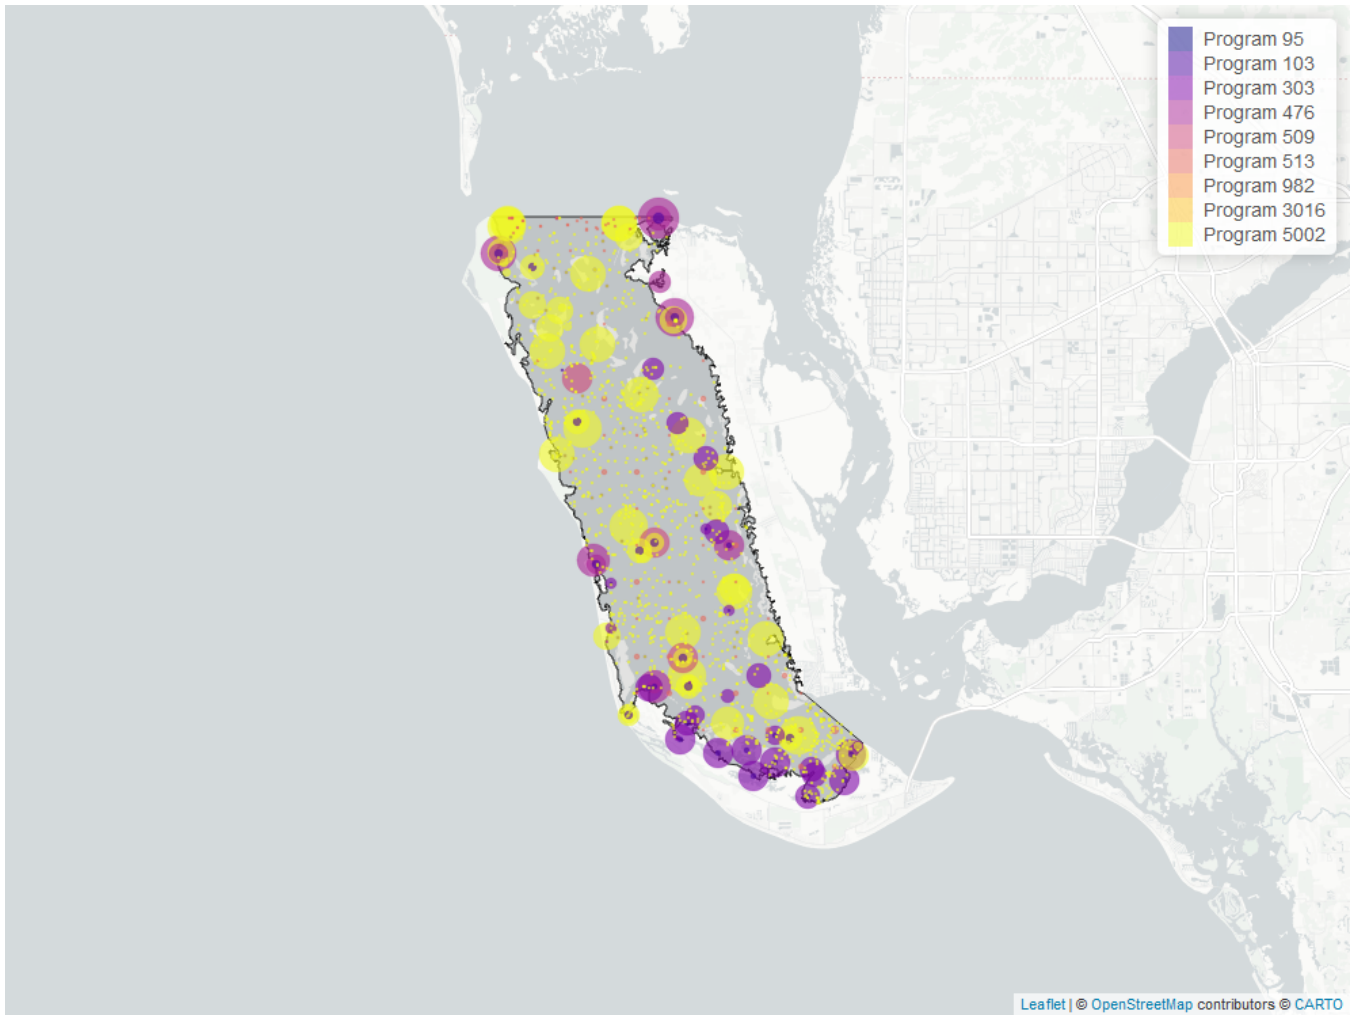 Program 95
Program 103
Program 303
Program 476
Program 509
Program 513
Program 982
Program 3016
Program 5002
Leaflet | © OpenStreetMap contributors © CARTO